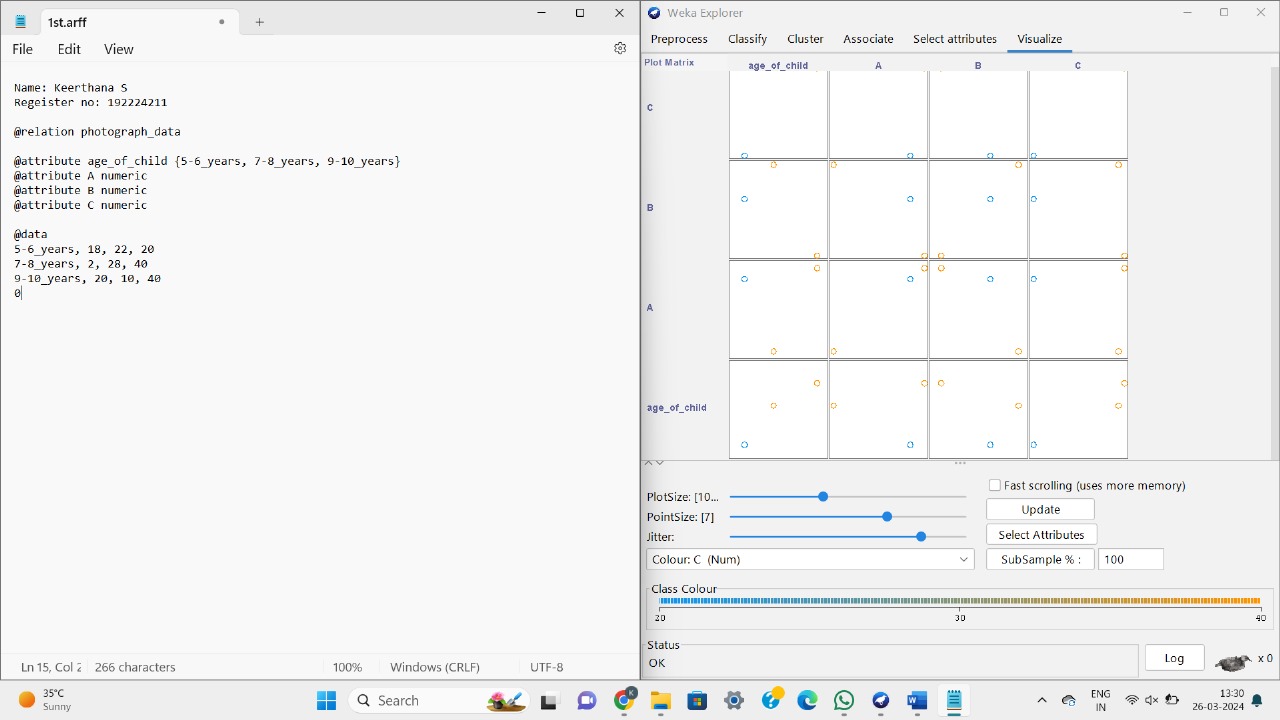 1st.arff
File Edit View
Name: Keerthana S
Regeister no: 192224211
@relation photograph_data
@attribute age_of_child {5-6_years, 7-8_years, 9-10_years}
@attribute A numeric
@attribute B numeric
@attribute C numeric
@data
5-6_years, 18, 22, 20
7-8_years, 2, 28, 40
9-10_years, 20, 10, 40
0
Ln 15, Col 2 266 characters 100% Windows (CRLF) UTF-8
Weka Explorer
Preprocess Classify Cluster Associate Select attributes Visualize
Plot Matrix age_of_child A B C
C
B
A
age_of_child
PlotSize: [10...
PointSize: [7]
Jitter:
Colour: C (Num)
Fast scrolling (uses more memory)
Update
Select Attributes
SubSample % : 100
Class Colour
20 30 40
Status
OK
Log x 0
35°C
Sunny
Search
K
ENG
IN
13:30
26-03-2024